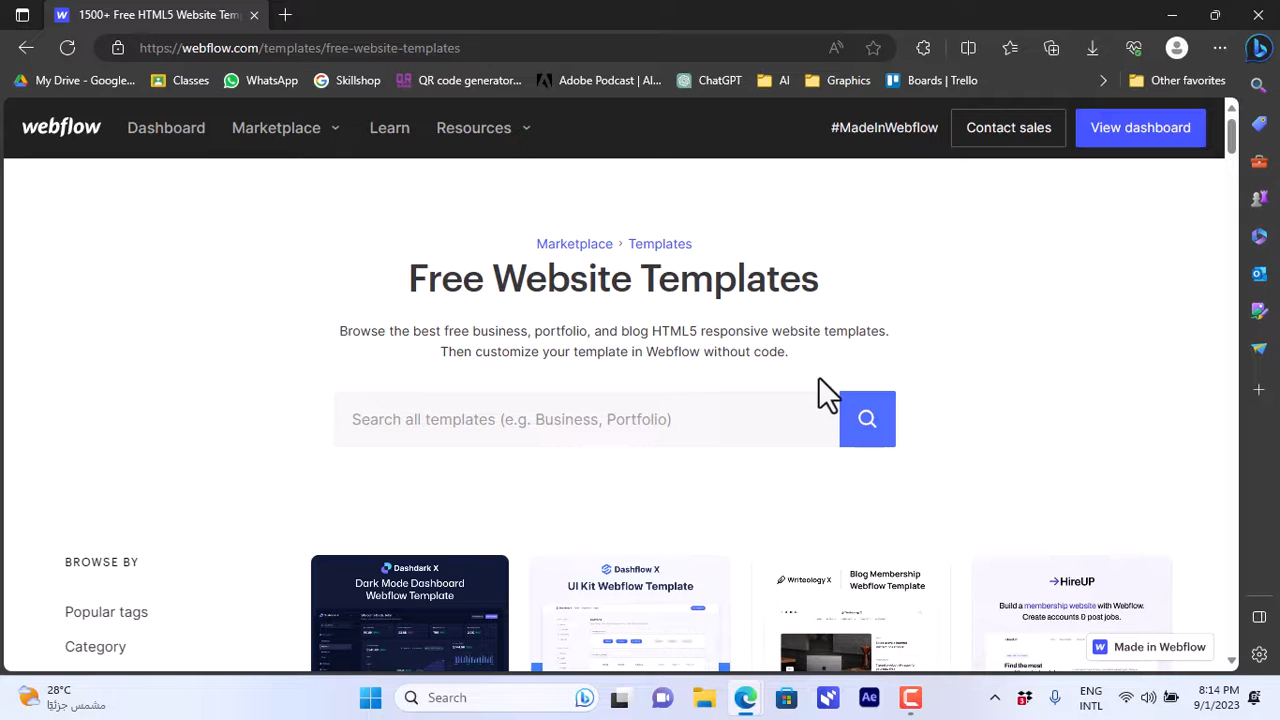 1500+ Free HTML5 Website Tem
https://webflow.com/templates/free-website-templates
My Drive - Google... Classes WhatsApp Skillshop QR code generator... Adobe Podcast | AI... ChatGPT AI Graphics Boards | Trello Other favorites
webflow Dashboard Marketplace Learn Resources #MadeInWebflow Contact sales View dashboard
Marketplace › Templates
Free Website Templates
Browse the best free business, portfolio, and blog HTML5 responsive website templates.
Then customize your template in Webflow without code.
Search all templates (e.g. Business, Portfolio)
BROWSE BY
Popular tags
Category
Dashdark X
Dark Mode Dashboard
Webflow Template
Dashflow X
UI Kit Webflow Template
Writeology X
Blog Membership
Webflow Template
HireUP
Build a membership website with Webflow.
Create accounts & post jobs.
Find the most
Made in Webflow
28°C
Search
ENG
INTL
8:14 PM
9/1/2023